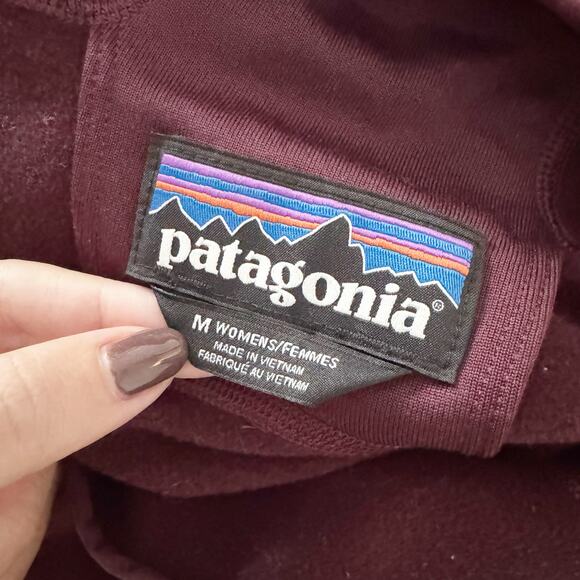 patagonia®
M WOMENS/FEMMES
MADE IN VIETNAM
FABRIQUÉ AU VIETNAM